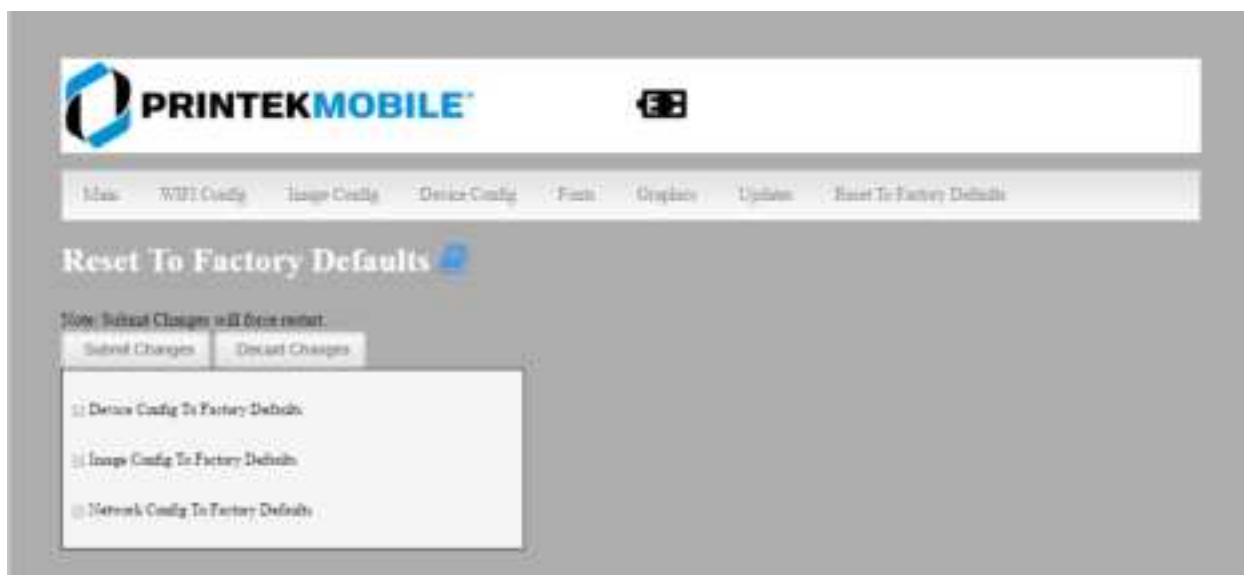 PRINTEKMOBILE
Main WIFI Config Image Config Device Config Fonts Graphics Updates Reset To Factory Defaults
Reset To Factory Defaults
Note: Submit Changes will force restart.
Submit Changes Discard Changes
Device Config To Factory Defaults
Image Config To Factory Defaults
Network Config To Factory Defaults